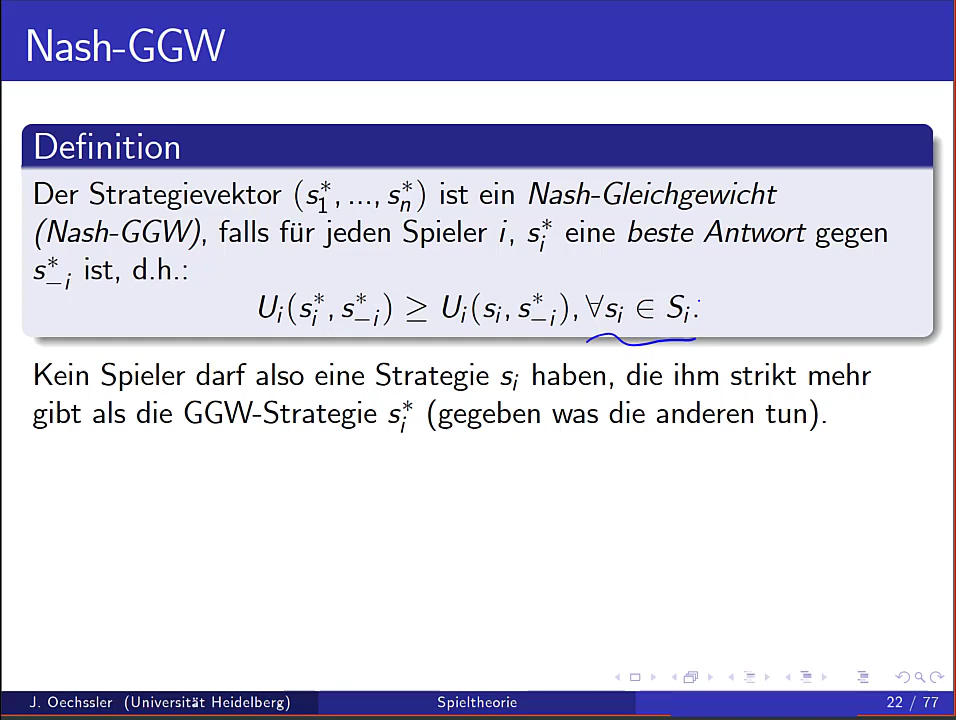 Nash-GGW
Definition
Der Strategievektor (s₁*, ..., sₙ*) ist ein Nash-Gleichgewicht
(Nash-GGW), falls für jeden Spieler i, sᵢ* eine beste Antwort gegen
s₋ᵢ* ist, d.h.:
Uᵢ(sᵢ*, s₋ᵢ*) ≥ Uᵢ(sᵢ, s₋ᵢ*), ∀sᵢ ∈ Sᵢ.
Kein Spieler darf also eine Strategie sᵢ haben, die ihm strikt mehr
gibt als die GGW-Strategie sᵢ* (gegeben was die anderen tun).
J. Oechssler (Universität Heidelberg) Spieltheorie 22 / 77